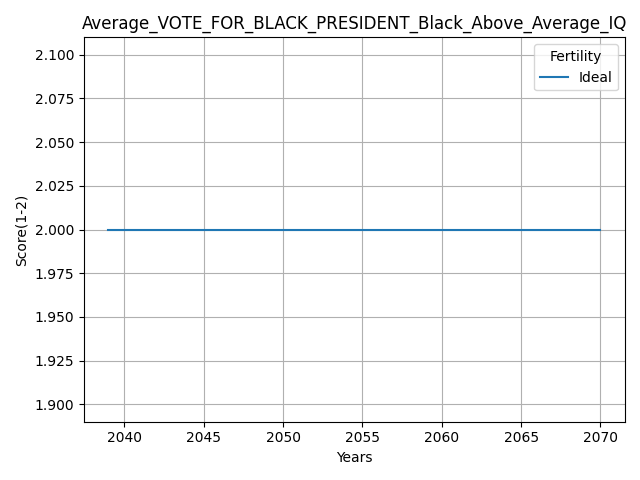 Average_VOTE_FOR_BLACK_PRESIDENT_Black_Above_Average_IQ
Fertility
Ideal
2.100
2.075
2.050
2.025
2.000
1.975
1.950
1.925
1.900
Score(1-2)
2040 2045 2050 2055 2060 2065 2070
Years